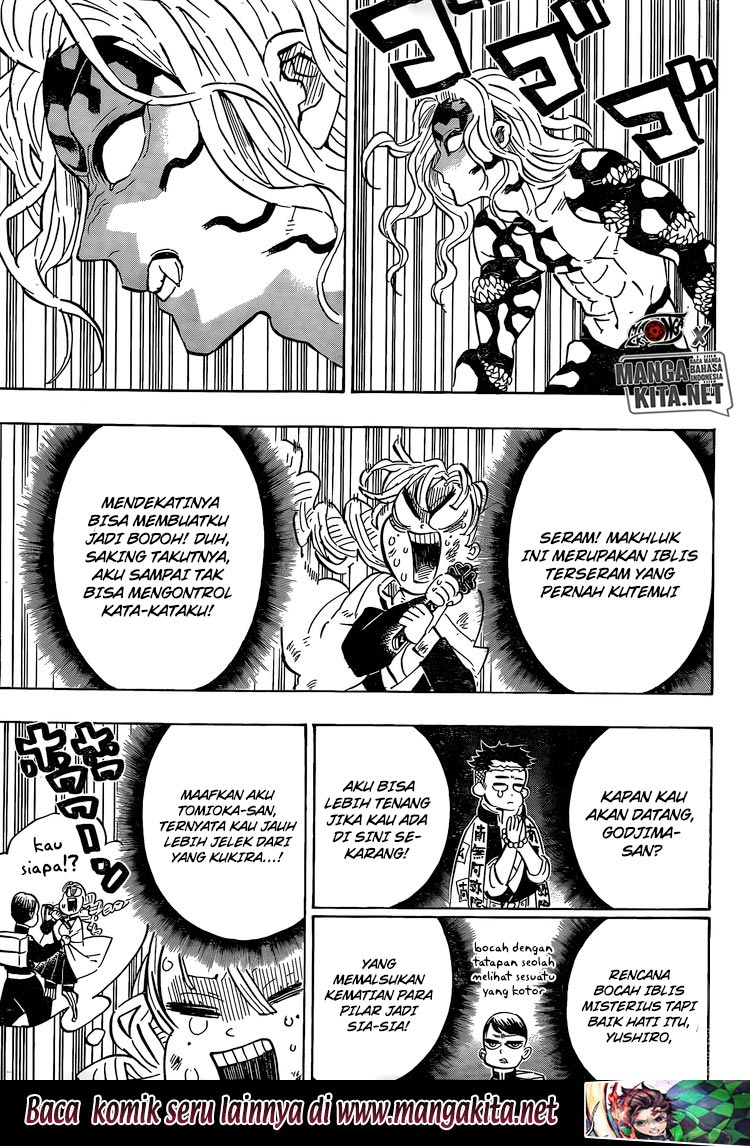 ゴゴゴ
MANGA
KITA.NET
BACA MANGA
BAHASA
INDONESIA
X
SERAM! MAKHLUK
INI MERUPAKAN IBLIS
TERSERAM YANG
PERNAH KUTEMUI
MENDEKATINYA
BISA MEMBUATKU
JADI BODOH! DUH,
SAKING TAKUTNYA,
AKU SAMPAI TAK
BISA MENGONTROL
KATA-KATAKU!
KAPAN KAU
AKAN DATANG,
GODJIMA-
SAN?
AKU BISA
LEBIH TENANG
JIKA KAU ADA
DI SINI SE-
KARANG!
RENCANA
BOCAH IBLIS
MISTERIUS TAPI
BAIK HATI ITU,
YUSHIRO,
bocah dengan
tatapan seolah
melihat sesuatu
yang kotor
YANG
MEMALSUKAN
KEMATIAN PARA
PILAR JADI
SIA-SIA!
MAAFKAN AKU
TOMIOKA-SAN,
TERNYATA KAU JAUH
LEBIH JELEK DARI
YANG KUKIRA...!
kau
siapa!?
Baca komik seru lainnya di www.mangakita.net